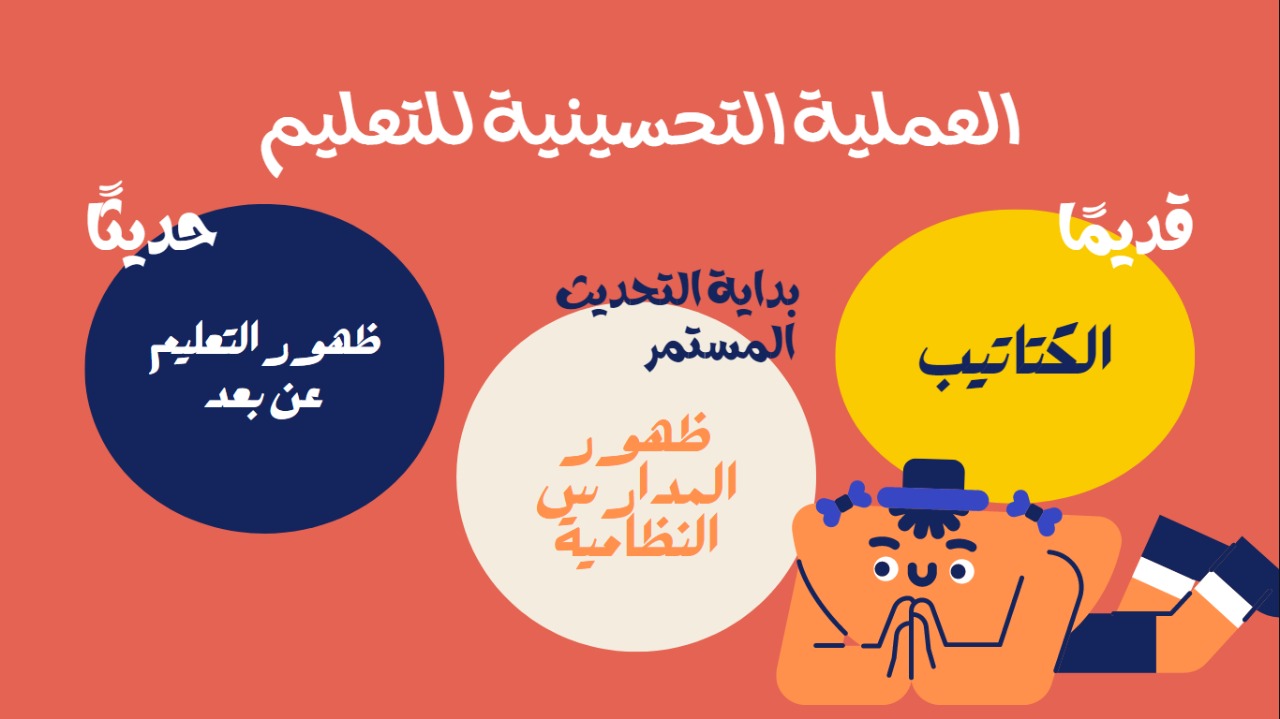 العملية التحسينية للتعليم
قديمًا
الكتاتيب
بداية التحديث
المستمر
ظهور
المدارس
النظامية
حديثًا
ظهور التعليم
عن بعد